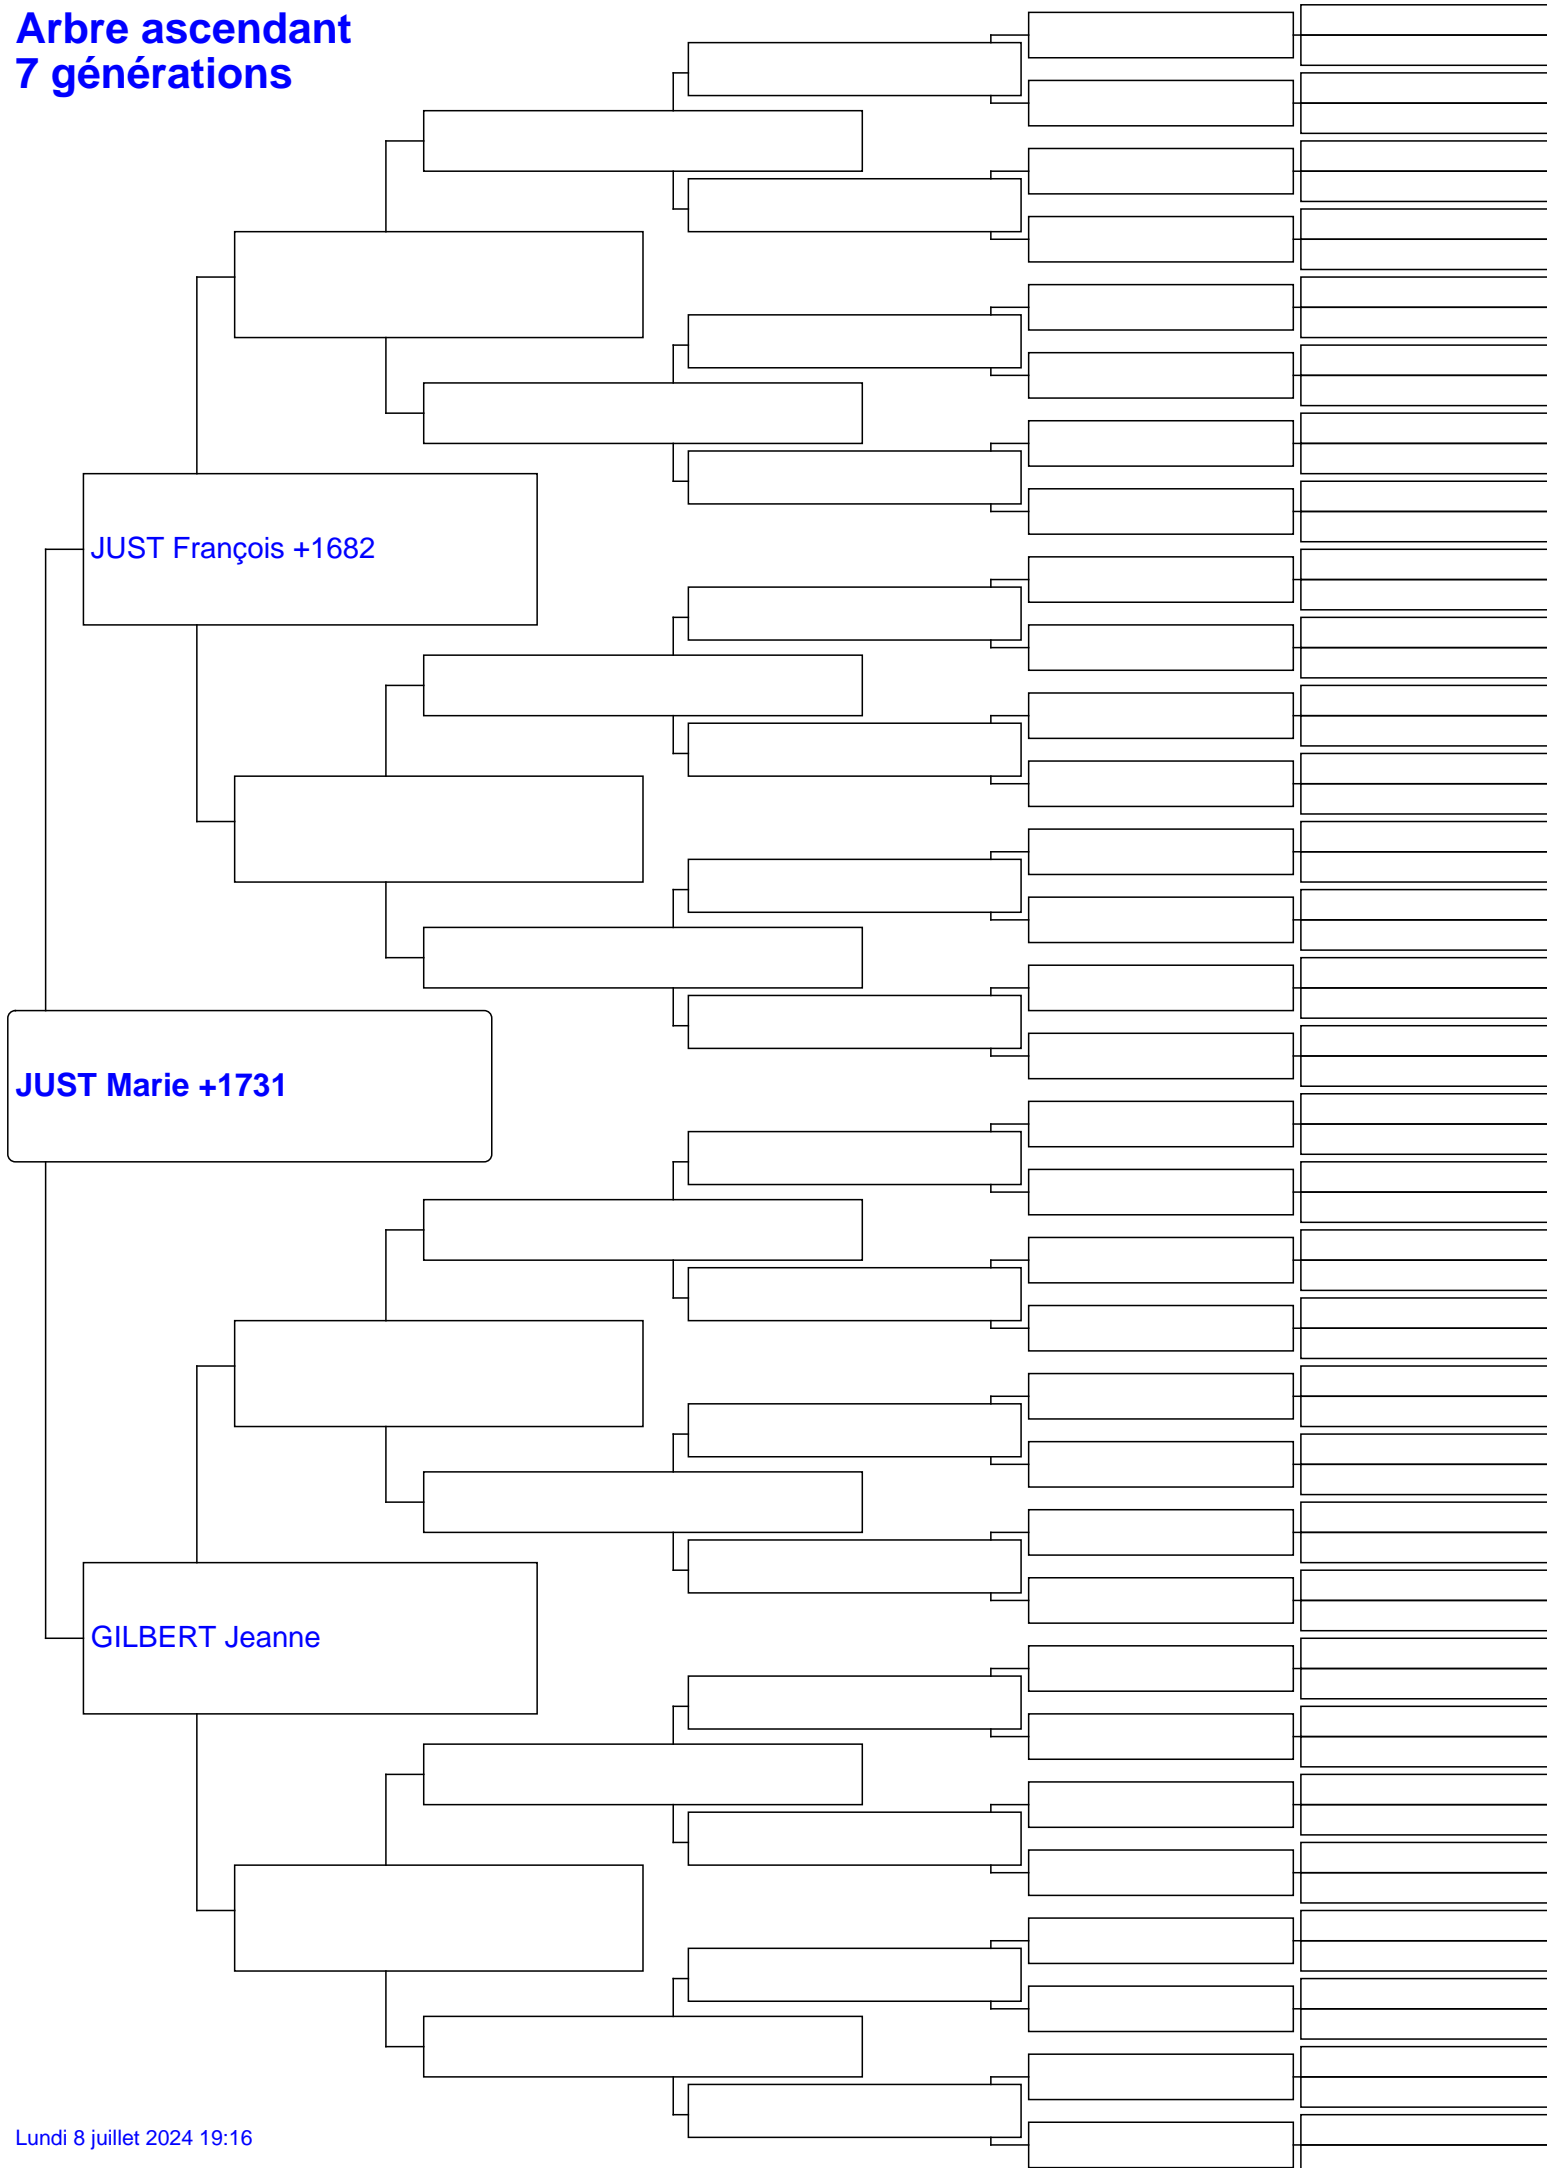 Arbre ascendant
7 générations
JUST François +1682
JUST Marie +1731
GILBERT Jeanne
Lundi 8 juillet 2024 19:16